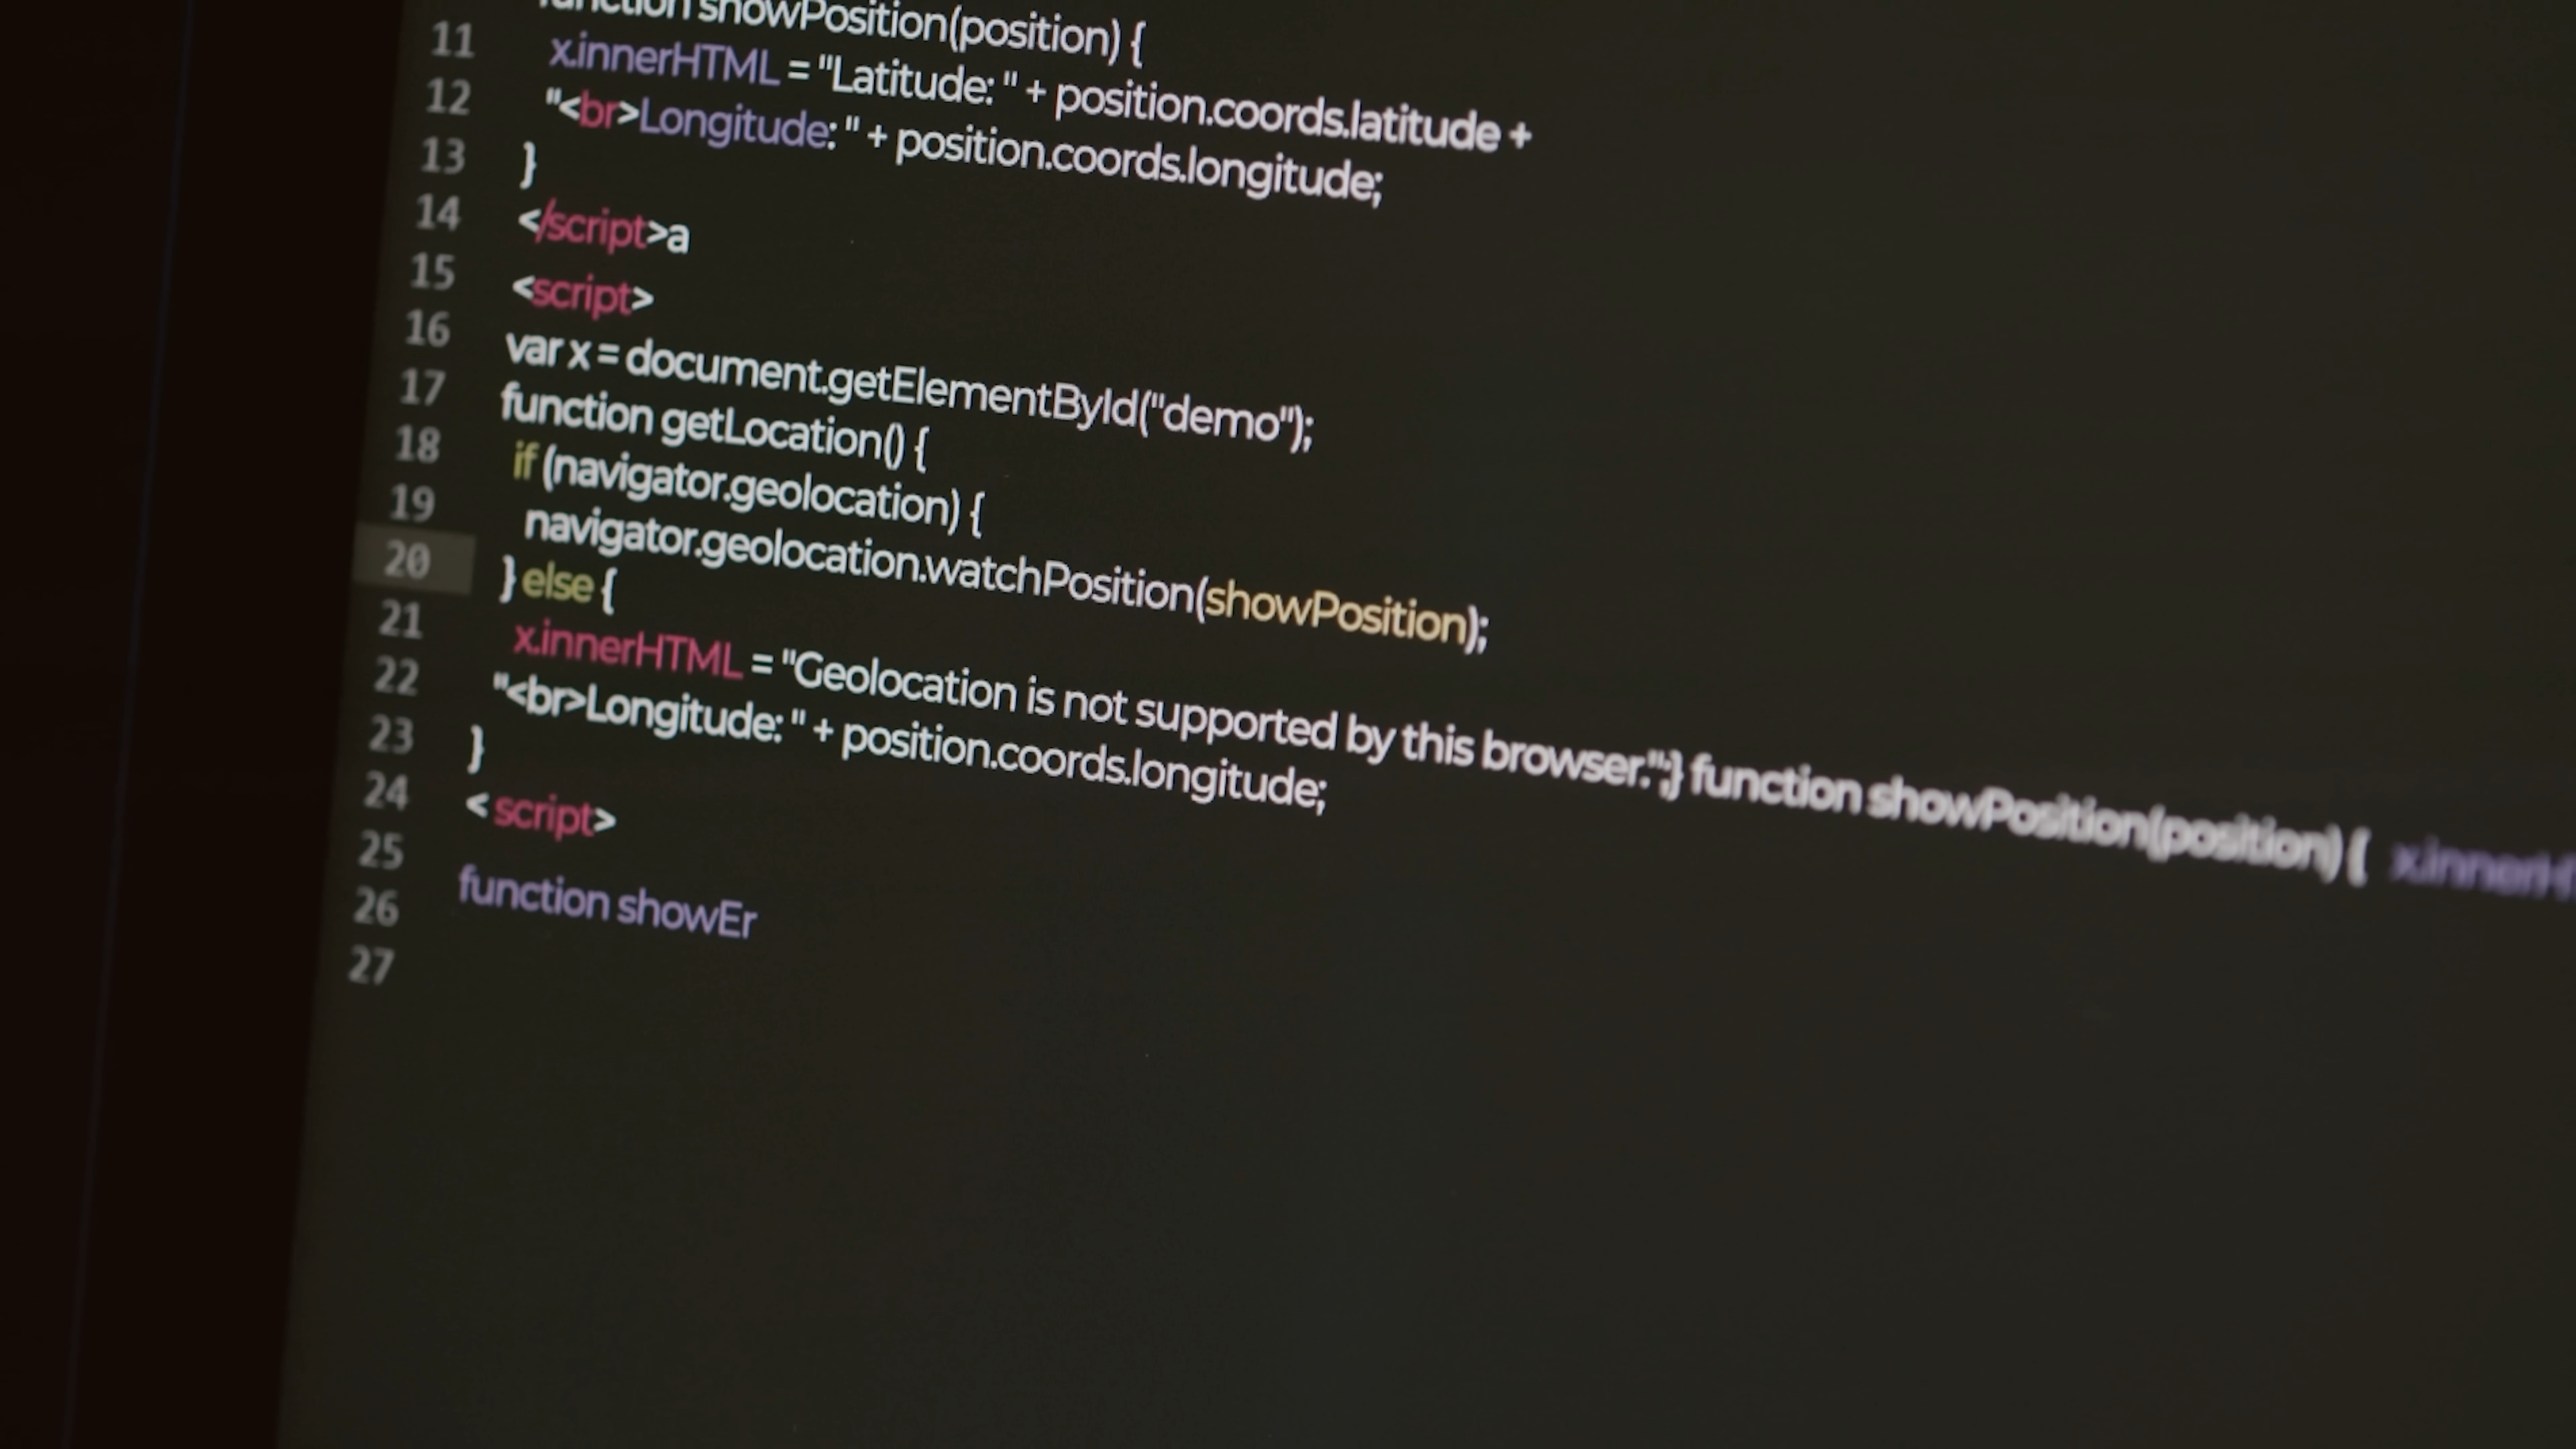 function showPosition(position) {
11 x.innerHTML = "Latitude: " + position.coords.latitude +
12 "<br>Longitude: " + position.coords.longitude;
13 }
14 </script>a
15 <script>
16 var x = document.getElementById("demo");
17 function getLocation() {
18 if (navigator.geolocation) {
19 navigator.geolocation.watchPosition(showPosition);
20 } else {
21 x.innerHTML = "Geolocation is not supported by this browser.";} function showPosition(position) {
22 "<br>Longitude: " + position.coords.longitude;
23 }
24 < script>
25
26 function showEr
27